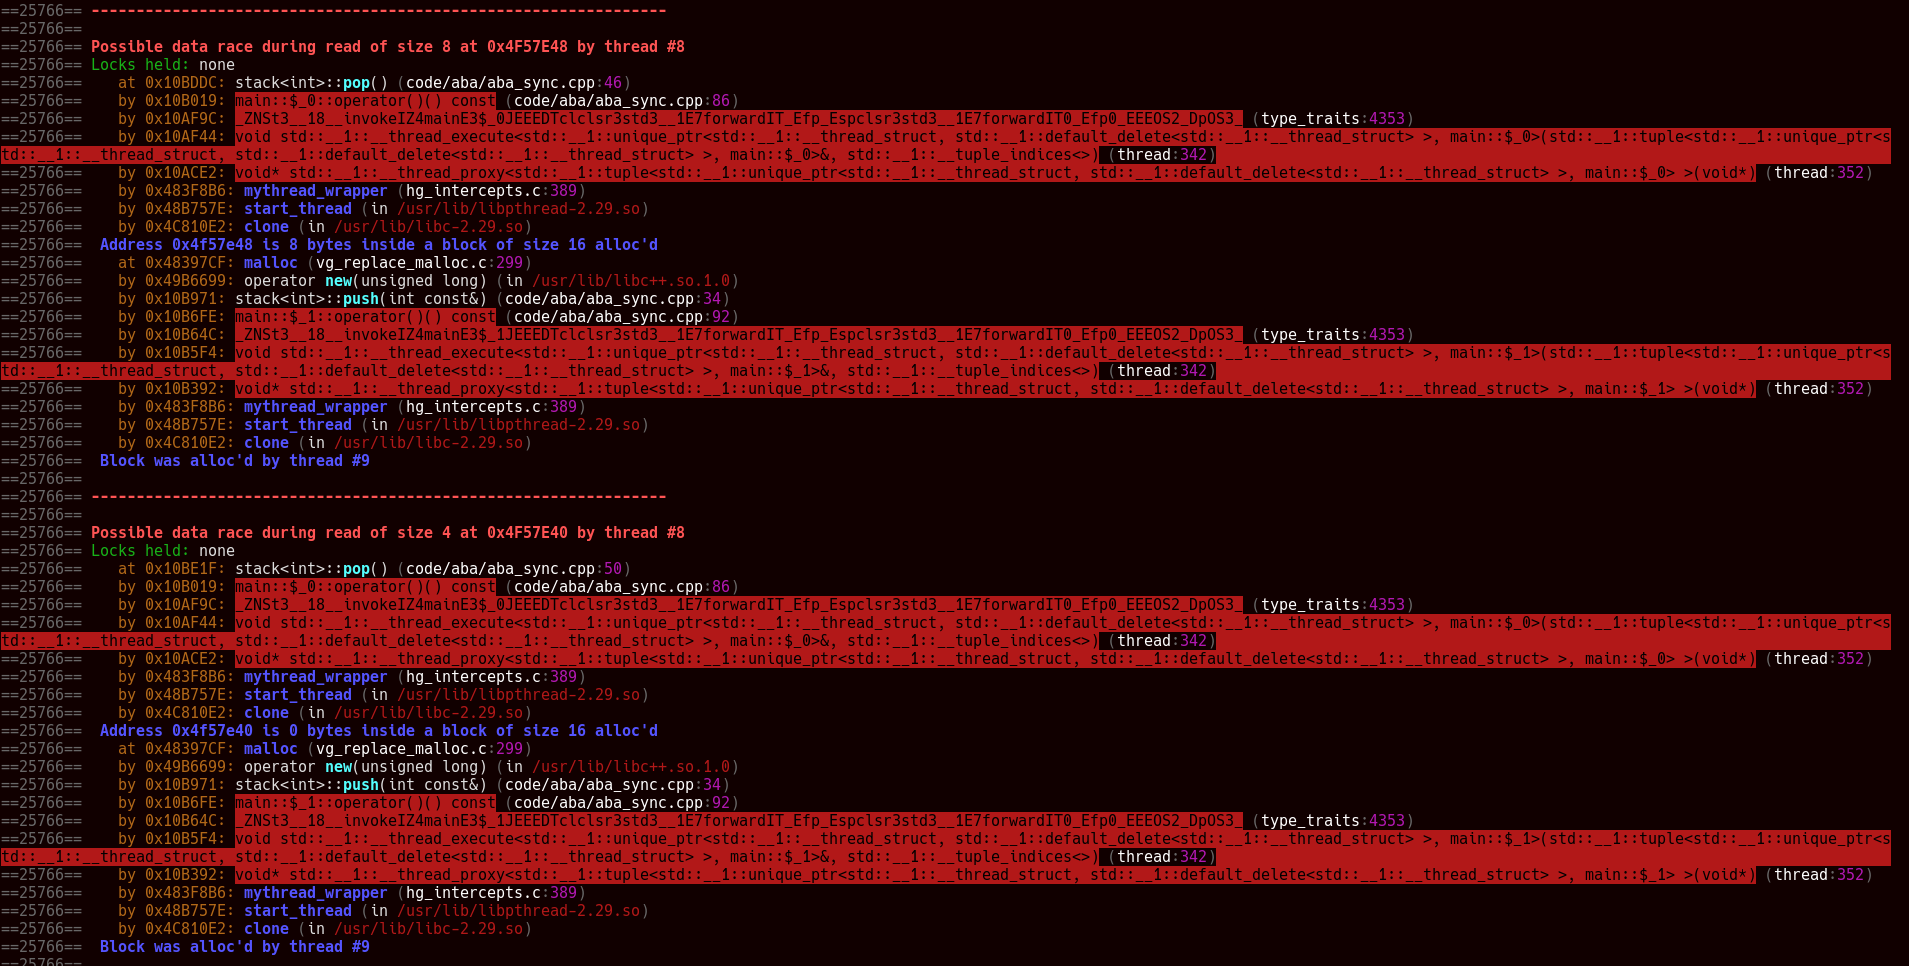 ==25766== ----------------------------------------------------------------
==25766==
==25766== Possible data race during read of size 8 at 0x4F57E48 by thread #8
==25766== Locks held: none
==25766==    at 0x10BDDC: stack<int>::pop() (code/aba/aba_sync.cpp:46)
==25766==    by 0x10B019: main::$_0::operator()() const (code/aba/aba_sync.cpp:86)
==25766==    by 0x10AF9C: _ZNSt3__18__invokeIZ4mainE3$_0JEEEDTclclsr3std3__1E7forwardIT_Efp_Espclsr3std3__1E7forwardIT0_Efp0_EEEOS2_DpOS3_ (type_traits:4353)
==25766==    by 0x10AF44: void std::__1::__thread_execute<std::__1::unique_ptr<std::__1::__thread_struct, std::__1::default_delete<std::__1::__thread_struct> >, main::$_0>(std::__1::tuple<std::__1::unique_ptr<s
td::__1::__thread_struct, std::__1::default_delete<std::__1::__thread_struct> >, main::$_0>&, std::__1::__tuple_indices<>) (thread:342)
==25766==    by 0x10ACE2: void* std::__1::__thread_proxy<std::__1::tuple<std::__1::unique_ptr<std::__1::__thread_struct, std::__1::default_delete<std::__1::__thread_struct> >, main::$_0> >(void*) (thread:352)
==25766==    by 0x483F8B6: mythread_wrapper (hg_intercepts.c:389)
==25766==    by 0x48B757E: start_thread (in /usr/lib/libpthread-2.29.so)
==25766==    by 0x4C810E2: clone (in /usr/lib/libc-2.29.so)
==25766==  Address 0x4f57e48 is 8 bytes inside a block of size 16 alloc'd
==25766==    at 0x48397CF: malloc (vg_replace_malloc.c:299)
==25766==    by 0x49B6699: operator new(unsigned long) (in /usr/lib/libc++.so.1.0)
==25766==    by 0x10B971: stack<int>::push(int const&) (code/aba/aba_sync.cpp:34)
==25766==    by 0x10B6FE: main::$_1::operator()() const (code/aba/aba_sync.cpp:92)
==25766==    by 0x10B64C: _ZNSt3__18__invokeIZ4mainE3$_1JEEEDTclclsr3std3__1E7forwardIT_Efp_Espclsr3std3__1E7forwardIT0_Efp0_EEEOS2_DpOS3_ (type_traits:4353)
==25766==    by 0x10B5F4: void std::__1::__thread_execute<std::__1::unique_ptr<std::__1::__thread_struct, std::__1::default_delete<std::__1::__thread_struct> >, main::$_1>(std::__1::tuple<std::__1::unique_ptr<s
td::__1::__thread_struct, std::__1::default_delete<std::__1::__thread_struct> >, main::$_1>&, std::__1::__tuple_indices<>) (thread:342)
==25766==    by 0x10B392: void* std::__1::__thread_proxy<std::__1::tuple<std::__1::unique_ptr<std::__1::__thread_struct, std::__1::default_delete<std::__1::__thread_struct> >, main::$_1> >(void*) (thread:352)
==25766==    by 0x483F8B6: mythread_wrapper (hg_intercepts.c:389)
==25766==    by 0x48B757E: start_thread (in /usr/lib/libpthread-2.29.so)
==25766==    by 0x4C810E2: clone (in /usr/lib/libc-2.29.so)
==25766==  Block was alloc'd by thread #9
==25766==
==25766== ----------------------------------------------------------------
==25766==
==25766== Possible data race during read of size 4 at 0x4F57E40 by thread #8
==25766== Locks held: none
==25766==    at 0x10BE1F: stack<int>::pop() (code/aba/aba_sync.cpp:50)
==25766==    by 0x10B019: main::$_0::operator()() const (code/aba/aba_sync.cpp:86)
==25766==    by 0x10AF9C: _ZNSt3__18__invokeIZ4mainE3$_0JEEEDTclclsr3std3__1E7forwardIT_Efp_Espclsr3std3__1E7forwardIT0_Efp0_EEEOS2_DpOS3_ (type_traits:4353)
==25766==    by 0x10AF44: void std::__1::__thread_execute<std::__1::unique_ptr<std::__1::__thread_struct, std::__1::default_delete<std::__1::__thread_struct> >, main::$_0>(std::__1::tuple<std::__1::unique_ptr<s
td::__1::__thread_struct, std::__1::default_delete<std::__1::__thread_struct> >, main::$_0>&, std::__1::__tuple_indices<>) (thread:342)
==25766==    by 0x10ACE2: void* std::__1::__thread_proxy<std::__1::tuple<std::__1::unique_ptr<std::__1::__thread_struct, std::__1::default_delete<std::__1::__thread_struct> >, main::$_0> >(void*) (thread:352)
==25766==    by 0x483F8B6: mythread_wrapper (hg_intercepts.c:389)
==25766==    by 0x48B757E: start_thread (in /usr/lib/libpthread-2.29.so)
==25766==    by 0x4C810E2: clone (in /usr/lib/libc-2.29.so)
==25766==  Address 0x4f57e40 is 0 bytes inside a block of size 16 alloc'd
==25766==    at 0x48397CF: malloc (vg_replace_malloc.c:299)
==25766==    by 0x49B6699: operator new(unsigned long) (in /usr/lib/libc++.so.1.0)
==25766==    by 0x10B971: stack<int>::push(int const&) (code/aba/aba_sync.cpp:34)
==25766==    by 0x10B6FE: main::$_1::operator()() const (code/aba/aba_sync.cpp:92)
==25766==    by 0x10B64C: _ZNSt3__18__invokeIZ4mainE3$_1JEEEDTclclsr3std3__1E7forwardIT_Efp_Espclsr3std3__1E7forwardIT0_Efp0_EEEOS2_DpOS3_ (type_traits:4353)
==25766==    by 0x10B5F4: void std::__1::__thread_execute<std::__1::unique_ptr<std::__1::__thread_struct, std::__1::default_delete<std::__1::__thread_struct> >, main::$_1>(std::__1::tuple<std::__1::unique_ptr<s
td::__1::__thread_struct, std::__1::default_delete<std::__1::__thread_struct> >, main::$_1>&, std::__1::__tuple_indices<>) (thread:342)
==25766==    by 0x10B392: void* std::__1::__thread_proxy<std::__1::tuple<std::__1::unique_ptr<std::__1::__thread_struct, std::__1::default_delete<std::__1::__thread_struct> >, main::$_1> >(void*) (thread:352)
==25766==    by 0x483F8B6: mythread_wrapper (hg_intercepts.c:389)
==25766==    by 0x48B757E: start_thread (in /usr/lib/libpthread-2.29.so)
==25766==    by 0x4C810E2: clone (in /usr/lib/libc-2.29.so)
==25766==  Block was alloc'd by thread #9
==25766==